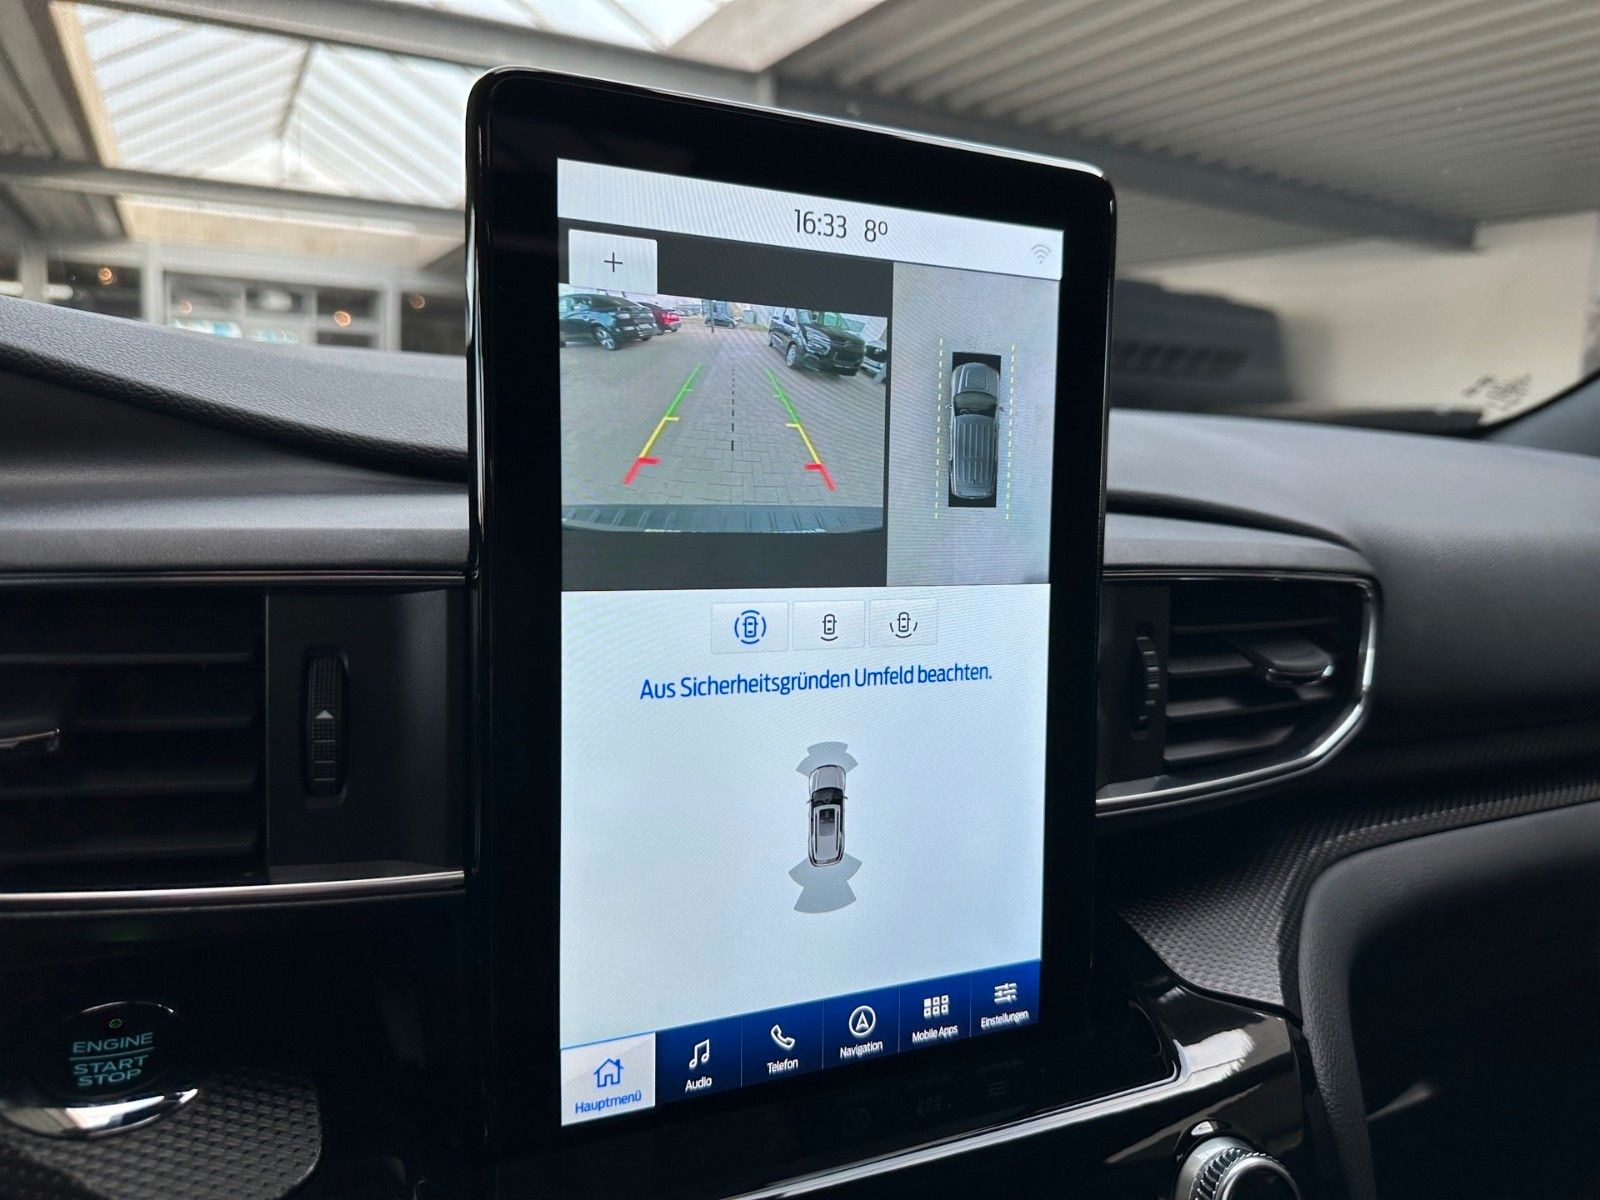 16:33 8°
+
Aus Sicherheitsgründen Umfeld beachten.
Hauptmenü
Audio
Telefon
Navigation
Mobile Apps
Einstellungen
ENGINE
START
STOP